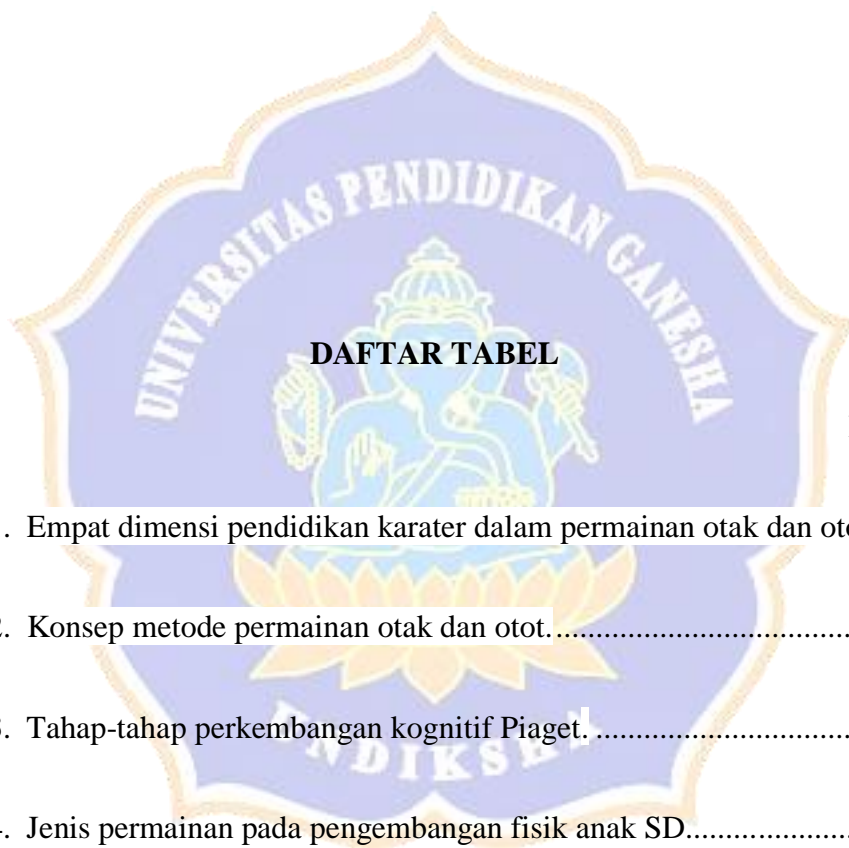 UNIVERSITAS PENDIDIKAN GANESHA
DAFTAR TABEL
. Empat dimensi pendidikan karater dalam permainan otak dan
. Konsep metode permainan otak dan otot. ....................................
. Tahap-tahap perkembangan kognitif Piaget. ..............................
. Jenis permainan pada pengembangan fisik anak SD.....................
UNDIKSHA